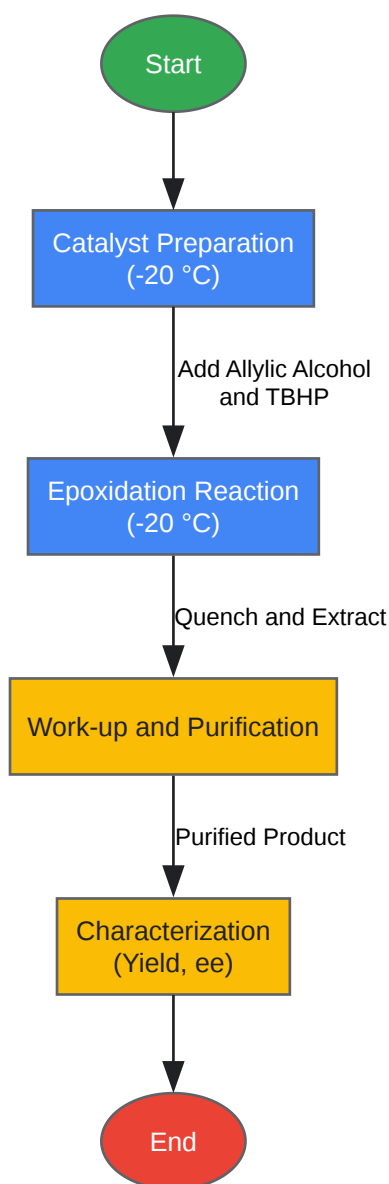 Start
Catalyst Preparation
(-20 °C)
Add Allylic Alcohol
and TBHP
Epoxidation Reaction
(-20 °C)
Quench and Extract
Work-up and Purification
Purified Product
Characterization
(Yield, ee)
End